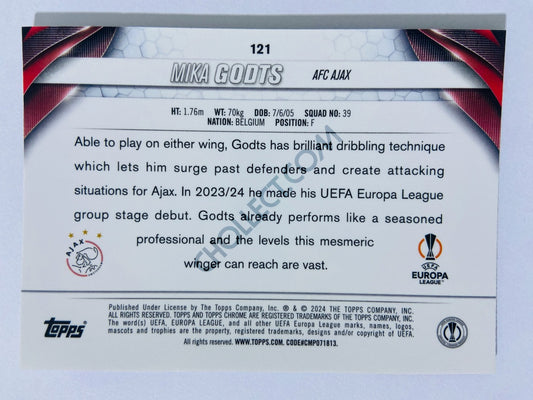 121
MIKA GODTS AFC AJAX
HT: 1.76m WT: 70kg DOB: 7/6/05 SQUAD NO: 39
NATION: BELGIUM POSITION: F
Able to play on either wing, Godts has brilliant dribbling technique
which lets him surge past defenders and create attacking
situations for Ajax. In 2023/24 he made his UEFA Europa League
group stage debut. Godts already performs like a seasoned
professional and the levels this mesmeric
winger can reach are vast.
AJAX
UEFA
EUROPA
LEAGUE
CHOLLECT.COM
Topps
Published Under License by The Topps Company, Inc. ® & © 2024 THE TOPPS COMPANY, INC.
ALL RIGHTS RESERVED. TOPPS AND TOPPS CHROME ARE REGISTERED TRADEMARKS OF THE TOPPS COMPANY, INC.
The word(s) UEFA, EUROPA LEAGUE, and all other UEFA Europa League marks, names, logos,
mascots and trophies are the property, registered trademarks, designs and/or copyright of UEFA.
All rights reserved. WWW.TOPPS.COM. CODE#CMP071813.